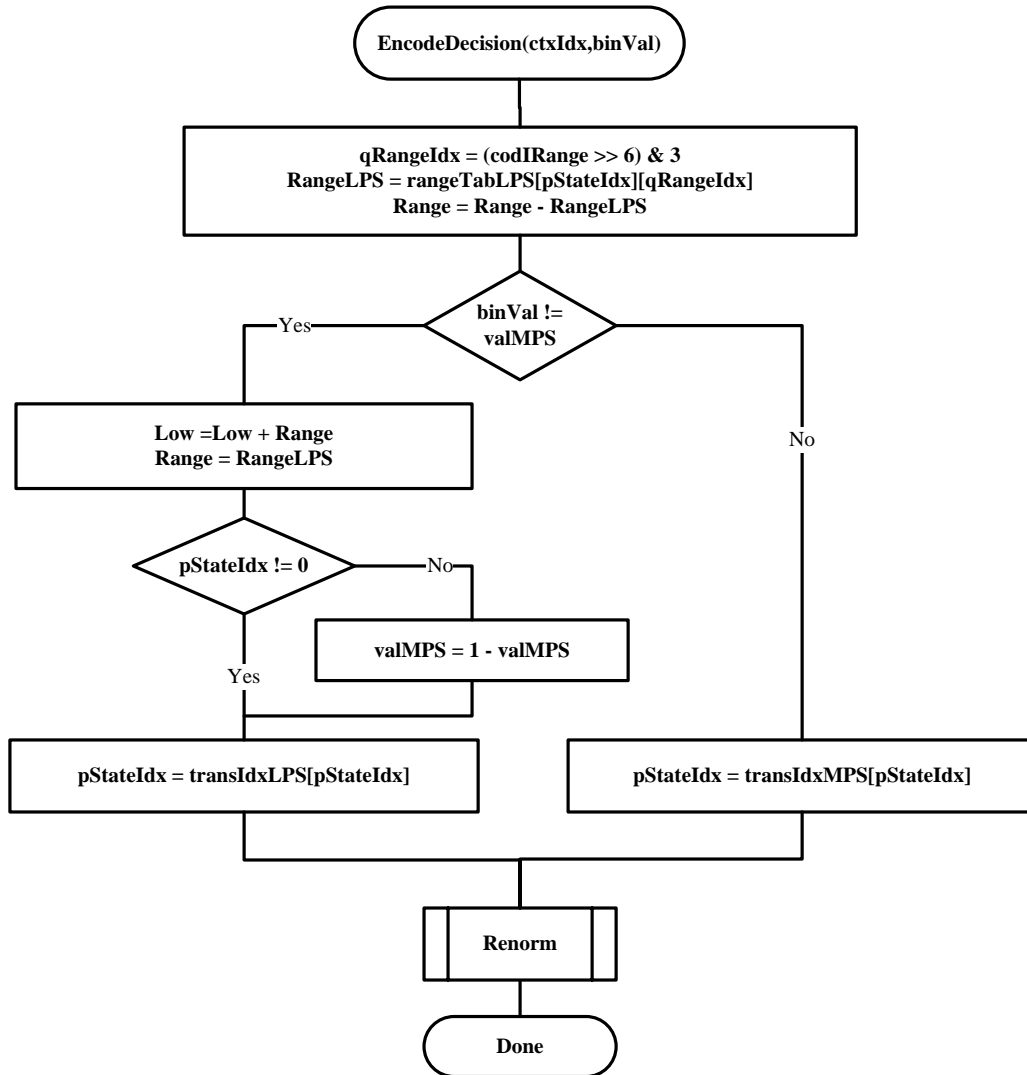 EncodeDecision(ctxIdx,binVal)
qRangeIdx = (codIRange >> 6) & 3
RangeLPS = rangeTabLPS[pStateIdx][qRangeIdx]
Range = Range - RangeLPS
binVal !=
valMPS
Yes
No
Low =Low + Range
Range = RangeLPS
pStateIdx != 0
No
valMPS = 1 - valMPS
Yes
pStateIdx = transIdxLPS[pStateIdx]
pStateIdx = transIdxMPS[pStateIdx]
Renorm
Done